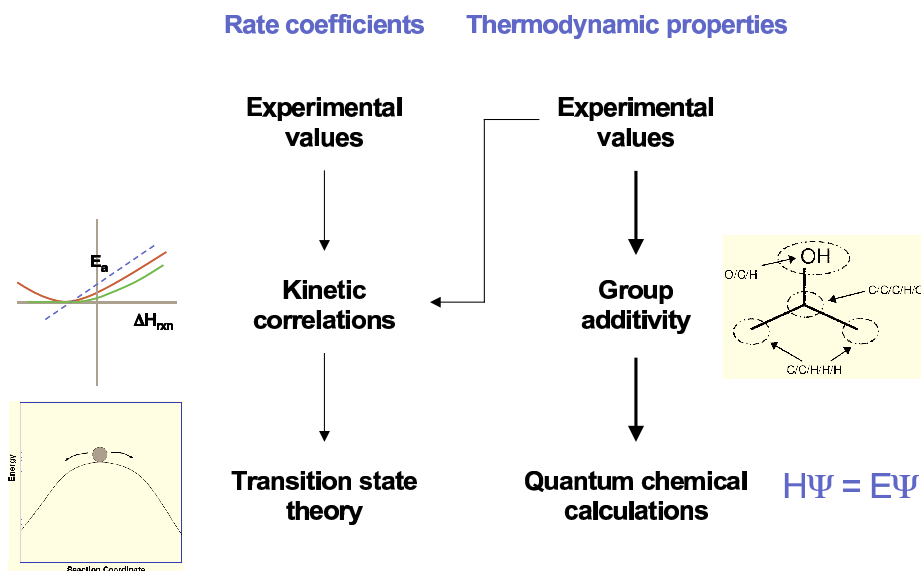 Rate coefficients
Thermodynamic properties
Experimental
values
Experimental
values
Ea
ΔHrxn
Kinetic
correlations
Group
additivity
OH
O/C/H
C/C/C/H/O
C/C/H/H/H
Energy
Reaction Coordinate
Transition state
theory
Quantum chemical
calculations
HΨ = EΨ